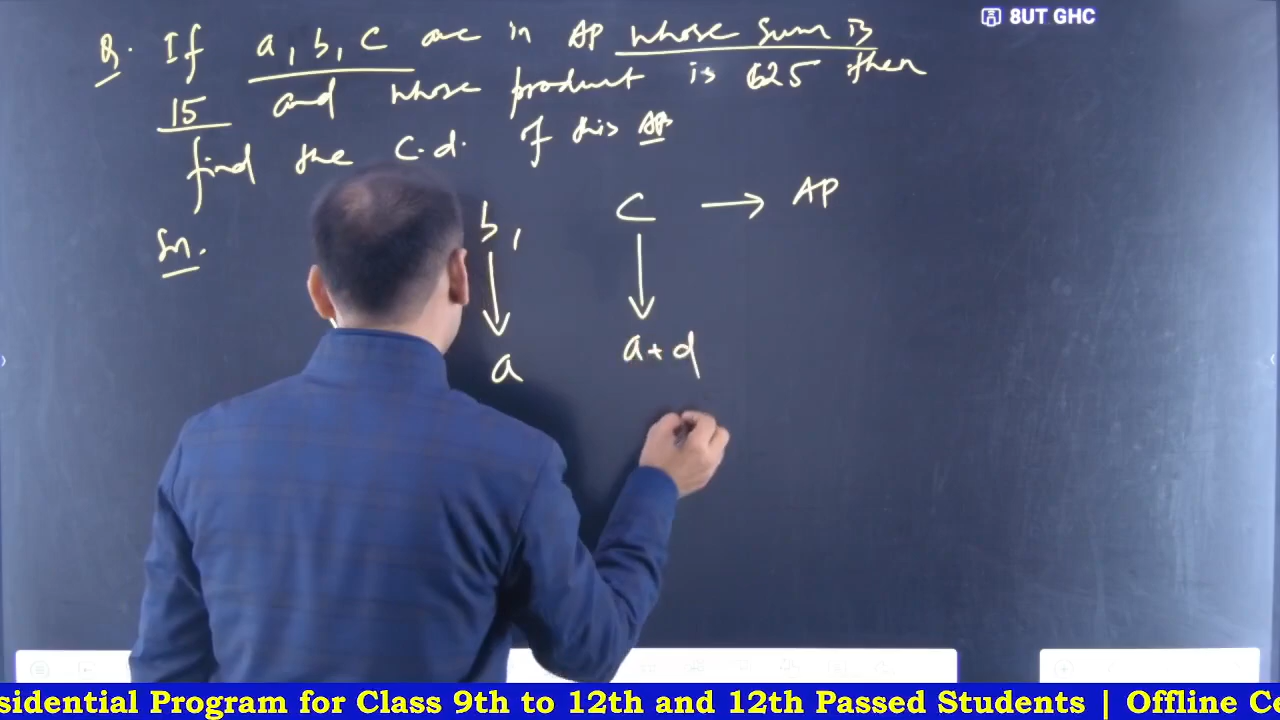 8UT GHC
Q. If a, b, c are in AP whose sum is
15 and whose product is 625 then
find the c.d. of this AP.
Sn. b, c → AP
a a+d
sidential Program for Class 9th to 12th and 12th Passed Students | Offline Co